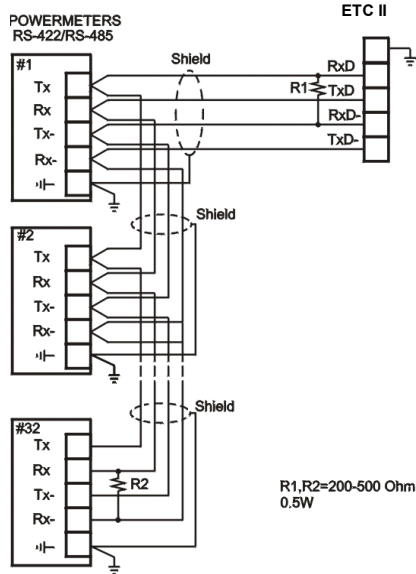 ETC II
POWERMETERS
RS-422/RS-485
#1
Tx
Rx
Tx-
Rx-
Shield
RxD
R1
TxD
RxD-
TxD-
Shield
#2
Tx
Rx
Tx-
Rx-
Shield
#32
Tx
Rx
Tx-
Rx-
R2
R1,R2=200-500 Ohm
0.5W